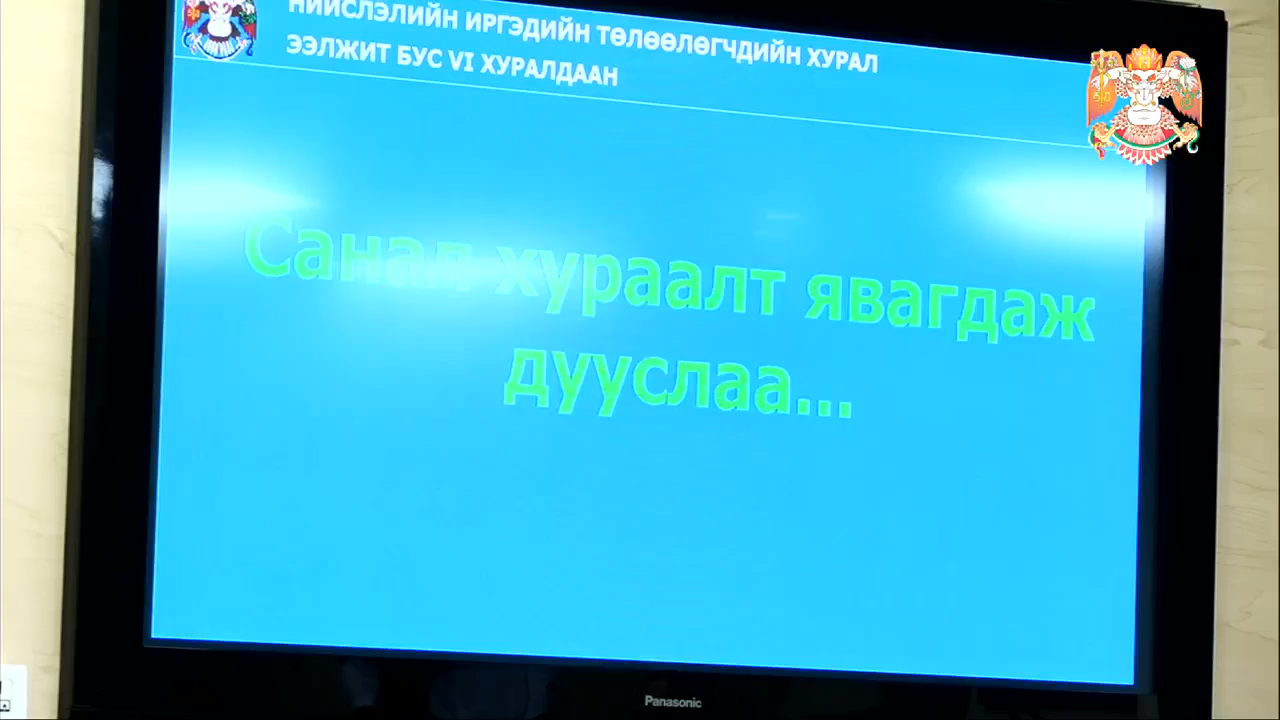 НИЙСЛЭЛИЙН ИРГЭДИЙН ТӨЛӨӨЛӨГЧДИЙН ХУРАЛ
ЭЭЛЖИТ БУС VI ХУРАЛДААН
Санал хураалт явагдаж
дууслаа...
Panasonic